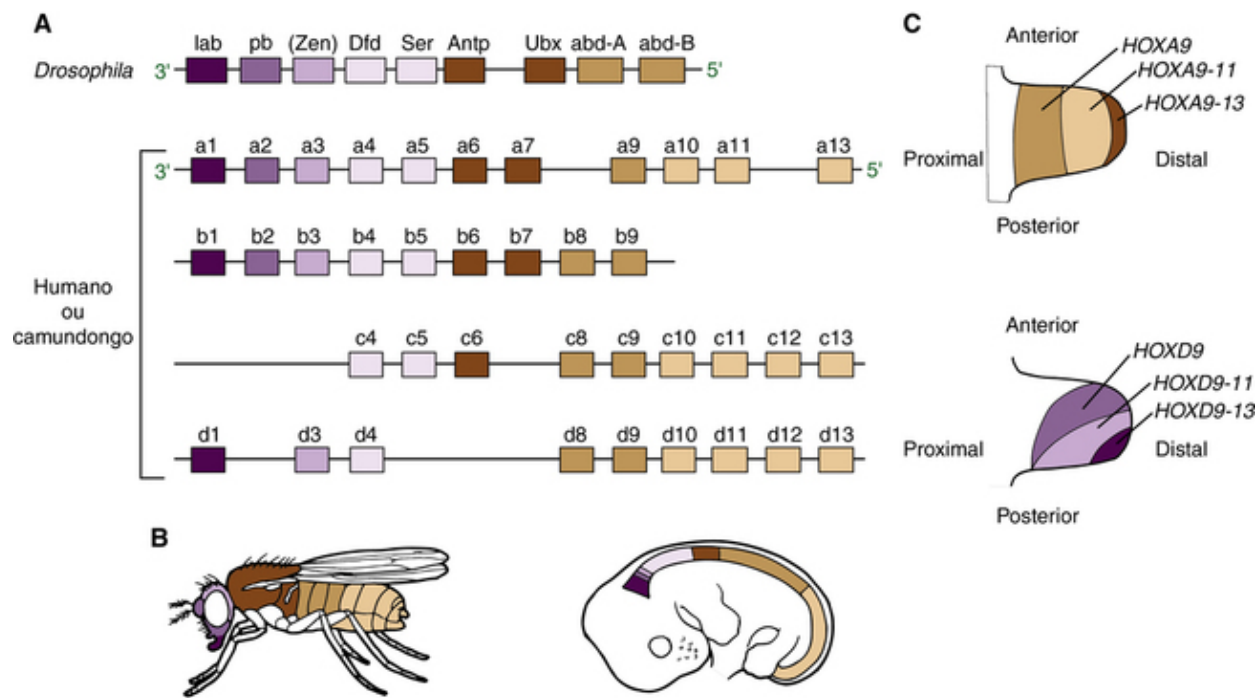 A
lab pb (Zen) Dfd Ser Antp Ubx abd-A abd-B
Drosophila 3' 5'
a1 a2 a3 a4 a5 a6 a7 a9 a10 a11 a13
3' 5'
b1 b2 b3 b4 b5 b6 b7 b8 b9
Humano
ou
camundongo
c4 c5 c6 c8 c9 c10 c11 c12 c13
d1 d3 d4 d8 d9 d10 d11 d12 d13
B
C
Anterior
HOXA9
HOXA9-11
HOXA9-13
Proximal Distal
Posterior
Anterior
HOXD9
HOXD9-11
HOXD9-13
Proximal Distal
Posterior